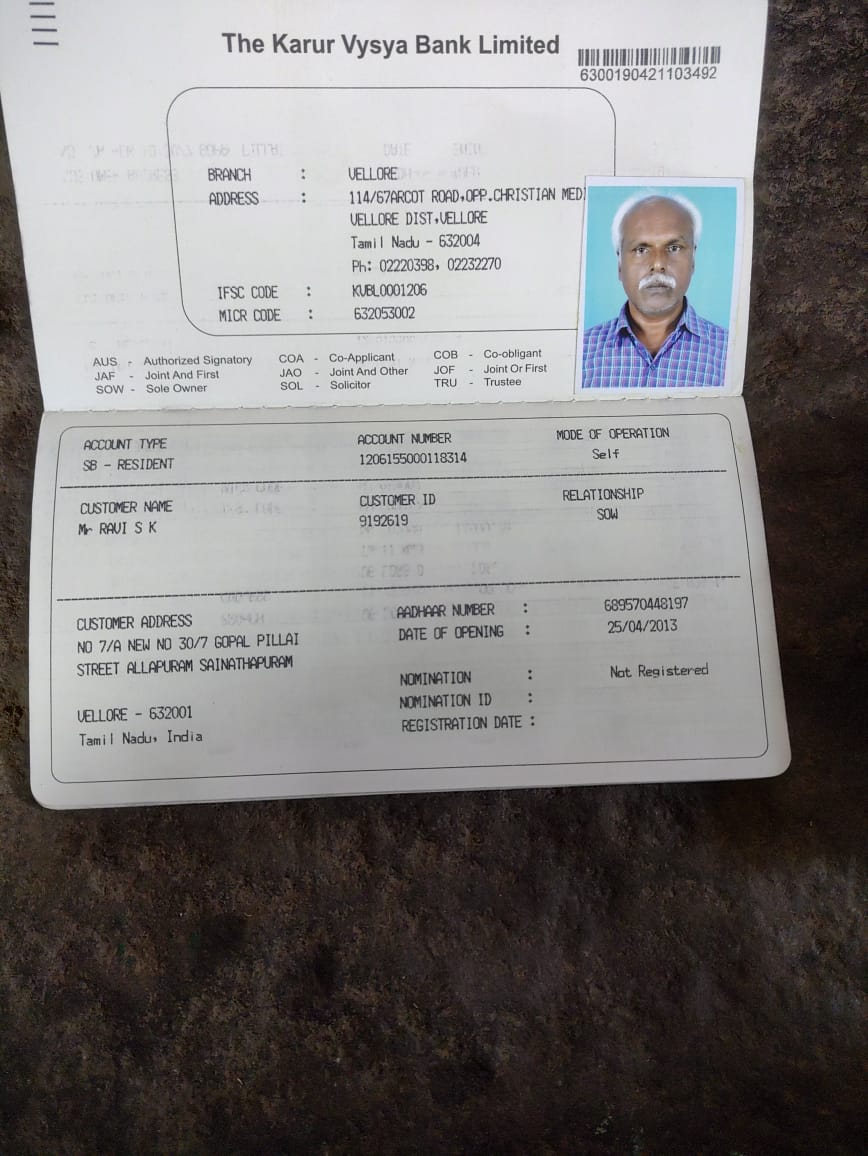 The Karur Vysya Bank Limited
6300190421103492
BRANCH : VELLORE
ADDRESS : 114/67ARCOT ROAD,OPP.CHRISTIAN MEDI
VELLORE DIST,VELLORE
Tamil Nadu - 632004
Ph: 02220398, 02232270
IFSC CODE : KVBL0001206
MICR CODE : 632053002
AUS - Authorized Signatory COA - Co-Applicant COB - Co-obligant
JAF - Joint And First JAO - Joint And Other JOF - Joint Or First
SOW - Sole Owner SOL - Solicitor TRU - Trustee
ACCOUNT TYPE ACCOUNT NUMBER MODE OF OPERATION
SB - RESIDENT 1206155000118314 Self
CUSTOMER NAME CUSTOMER ID RELATIONSHIP
Mr RAVI S K 9192619 SOW
CUSTOMER ADDRESS AADHAAR NUMBER : 689570448197
NO 7/A NEW NO 30/7 GOPAL PILLAI DATE OF OPENING : 25/04/2013
STREET ALLAPURAM SAINATHAPURAM
NOMINATION : Not Registered
NOMINATION ID :
VELLORE - 632001 REGISTRATION DATE :
Tamil Nadu, India